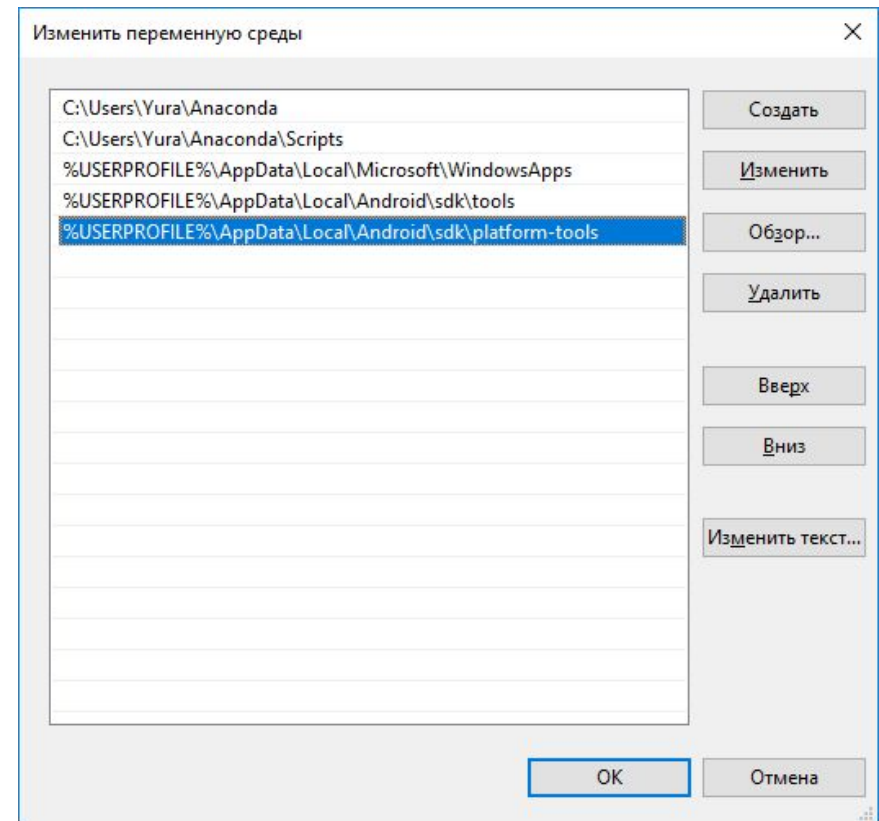 Изменить переменную среды
C:\Users\Yura\Anaconda
C:\Users\Yura\Anaconda\Scripts
%USERPROFILE%\AppData\Local\Microsoft\WindowsApps
%USERPROFILE%\AppData\Local\Android\sdk\tools
%USERPROFILE%\AppData\Local\Android\sdk\platform-tools
Создать
Изменить
Обзор...
Удалить
Вверх
Вниз
Изменить текст...
OK
Отмена